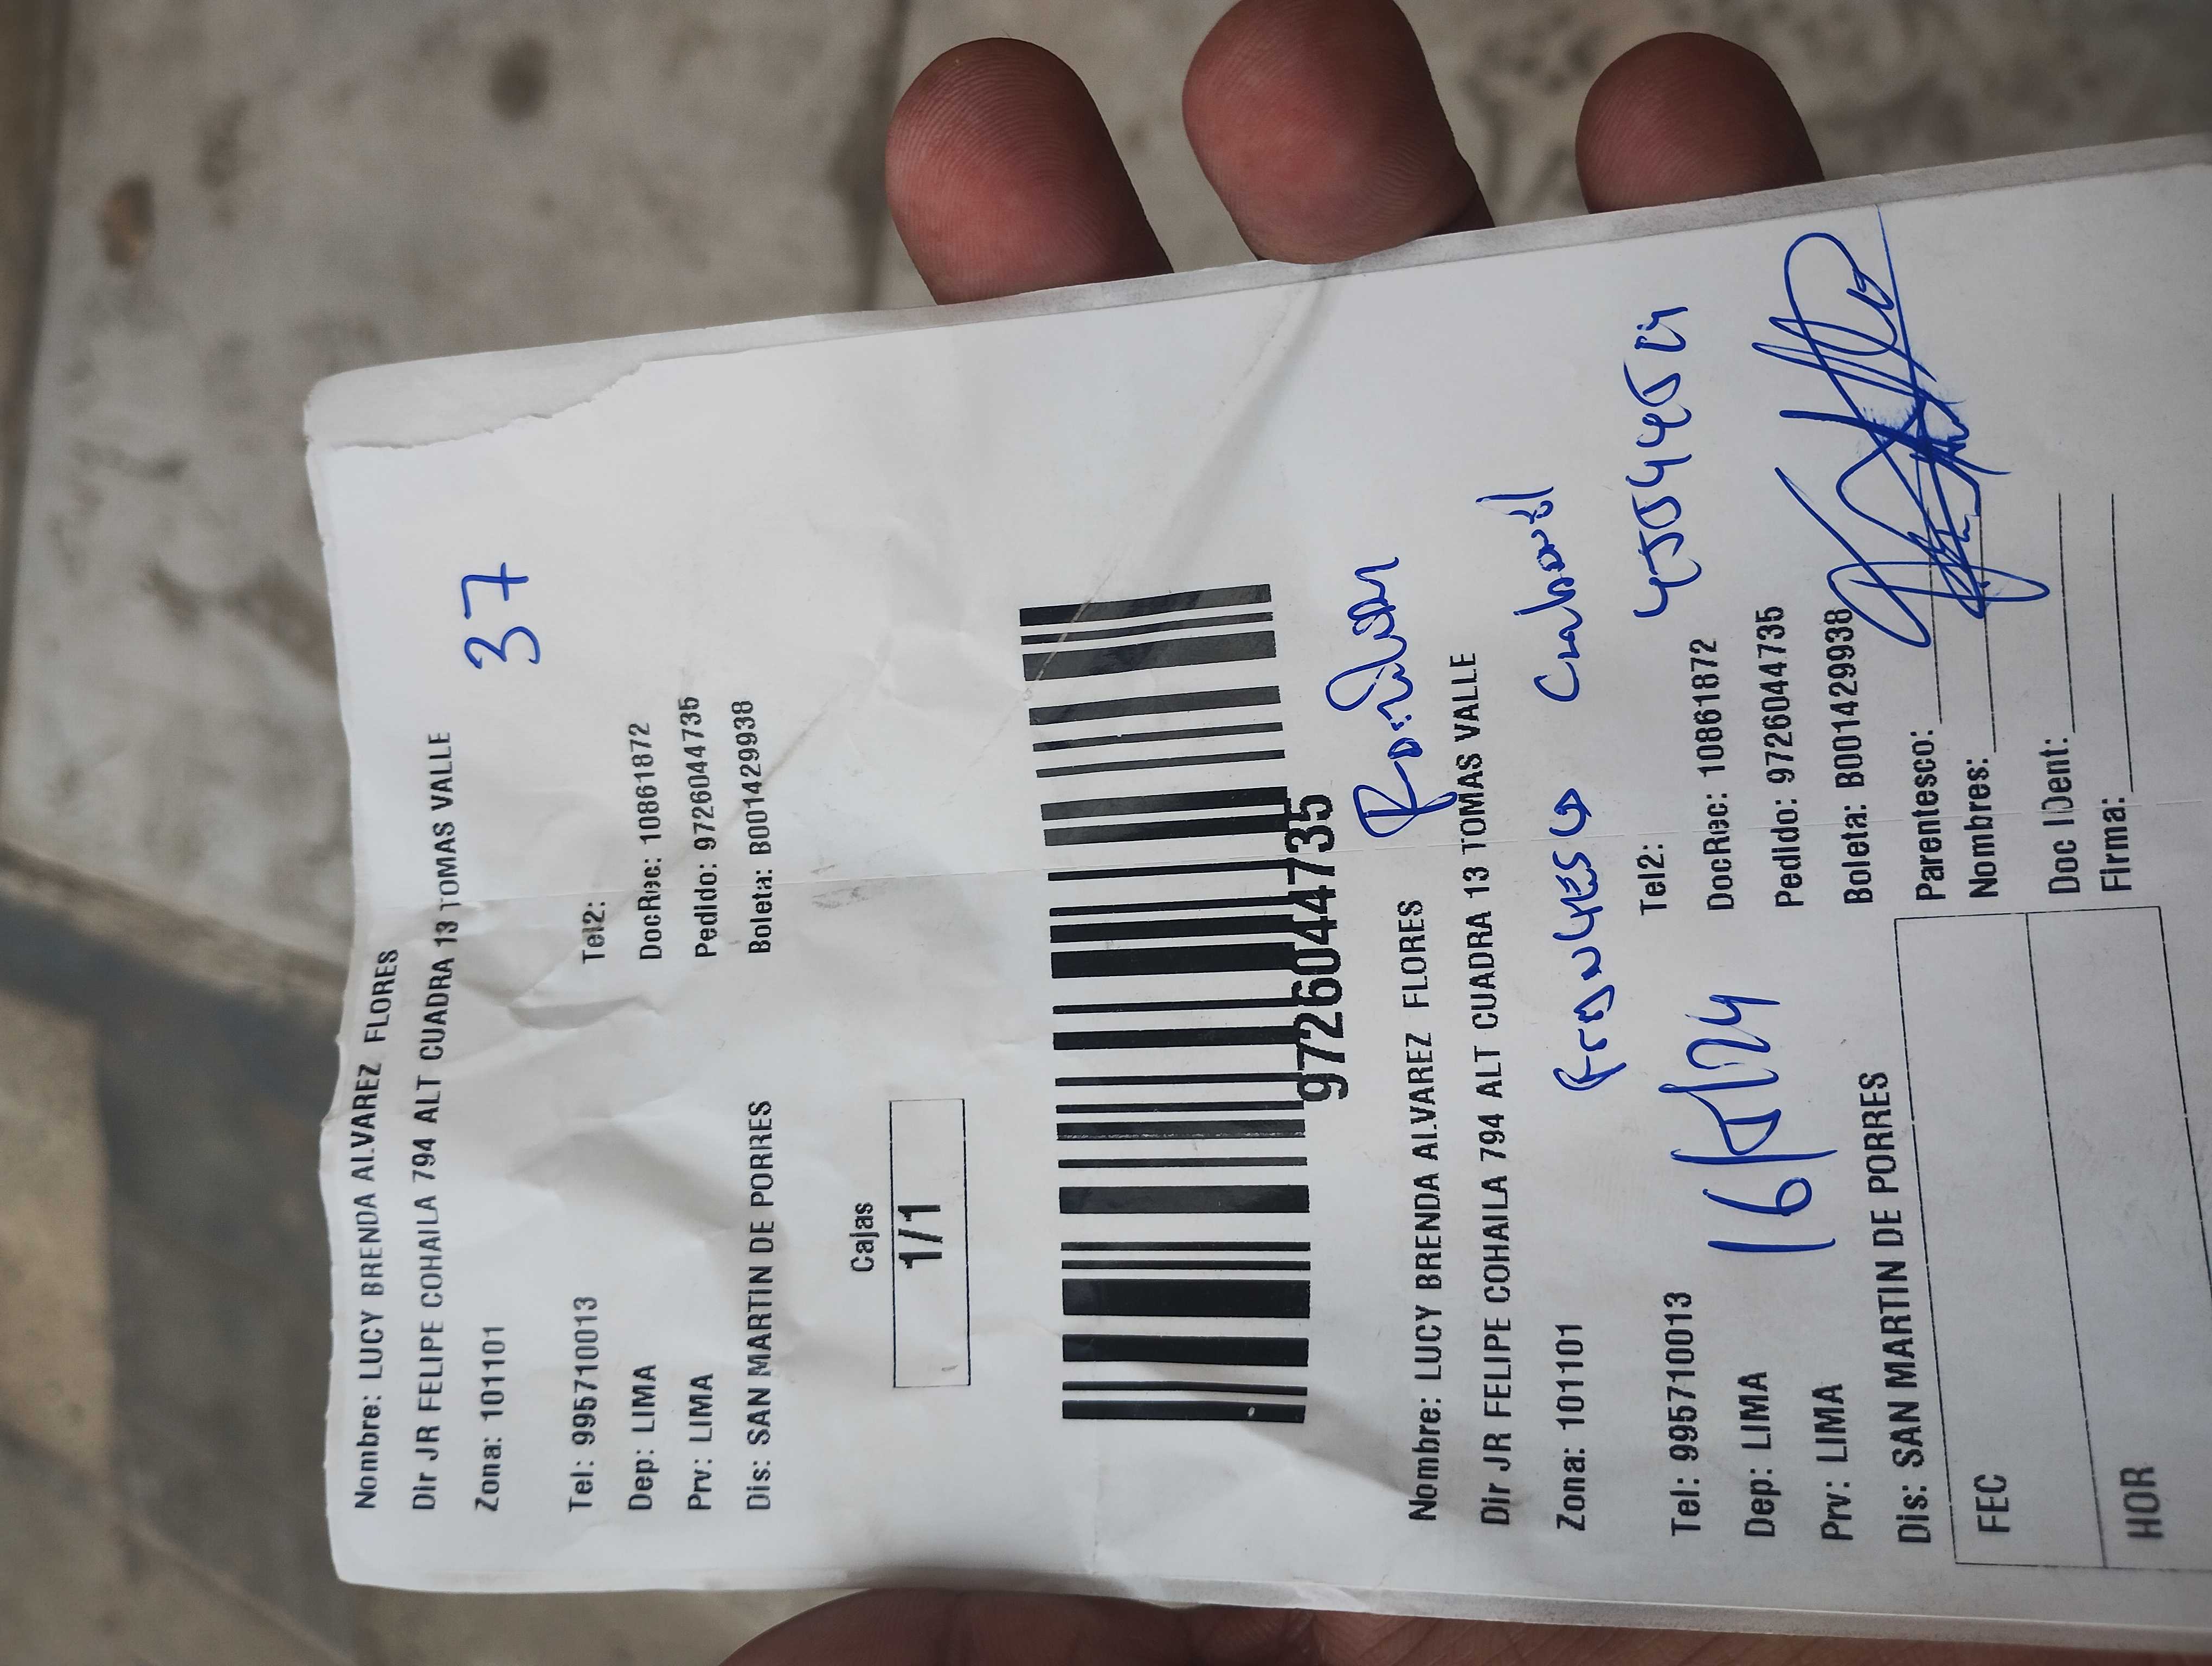 Nombre: LUCY BRENDA ALVAREZ FLORES
Dir JR FELIPE COHAILA 794 ALT CUADRA 13 TOMAS VALLE
Zona: 101101
37
Tel: 995710013 Tel2:
Dep: LIMA DocRec: 10861872
Prv: LIMA Pedido: 9726044735
Dis: SAN MARTIN DE PORRES Boleta: B001429938
Cajas
1/1
9726044735
Nombre: LUCY BRENDA ALVAREZ FLORES
Dir JR FELIPE COHAILA 794 ALT CUADRA 13 TOMAS VALLE
Zona: 101101
Tel: 995710013 Tel2:
16/5/24
Dep: LIMA DocRec: 10861872
Prv: LIMA Pedido: 9726044735
Dis: SAN MARTIN DE PORRES Boleta: B001429938
FEC Parentesco:
Nombres:
HOR Doc IDent:
Firma: